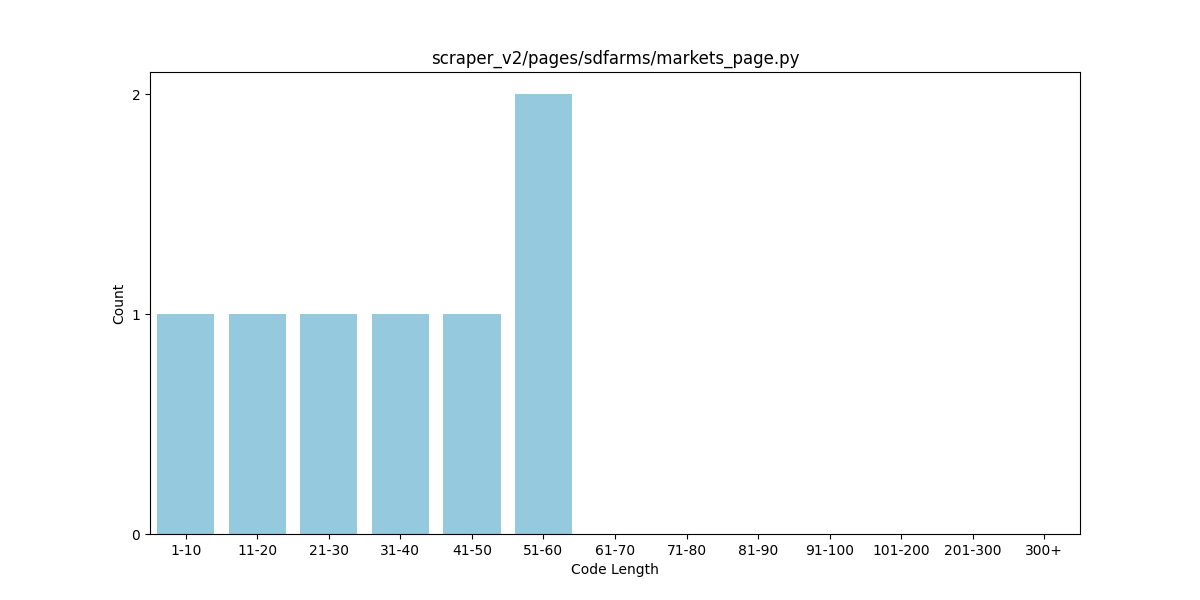 scraper_v2/pages/sdfarms/markets_page.py
2
1
0
Count
1-10 11-20 21-30 31-40 41-50 51-60 61-70 71-80 81-90 91-100 101-200 201-300 300+
Code Length